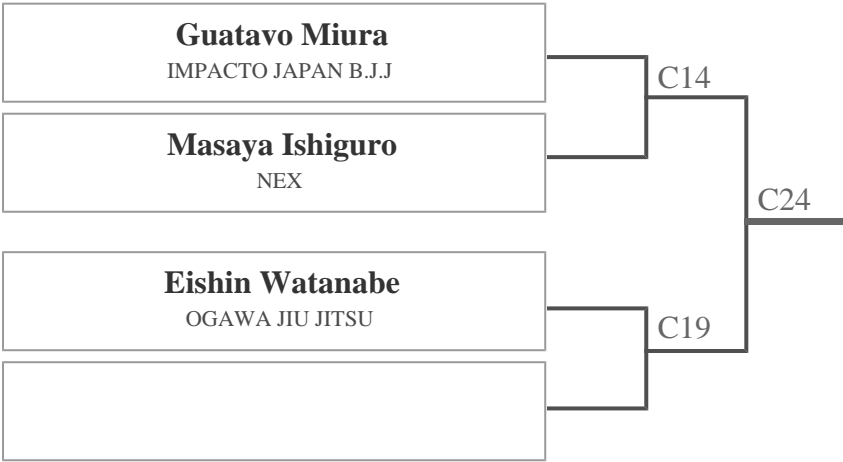 Guatavo Miura
IMPACTO JAPAN B.J.J
C14
Masaya Ishiguro
NEX
C24
Eishin Watanabe
OGAWA JIU JITSU
C19